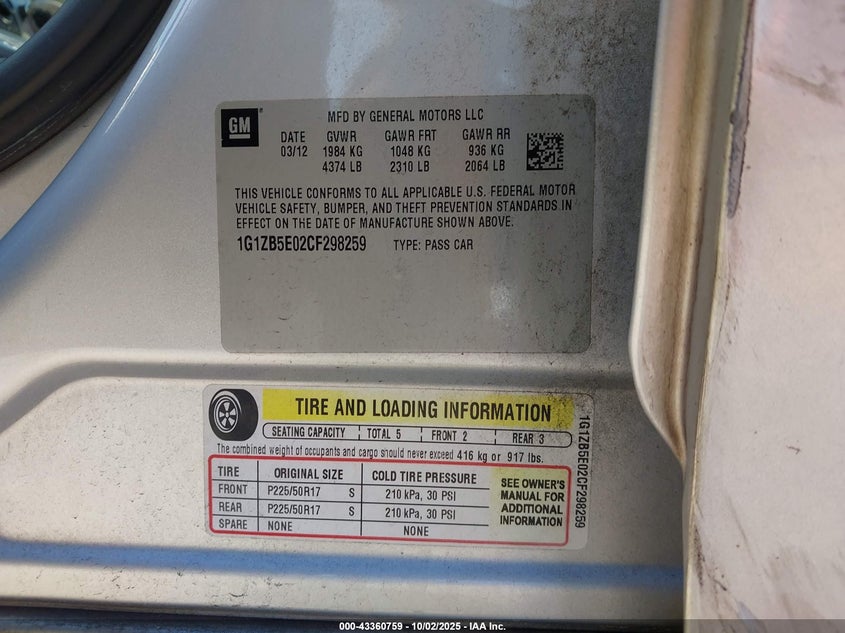 GM
MFD BY GENERAL MOTORS LLC
DATE GVWR GAWR FRT GAWR RR
03/12 1984 KG 1048 KG 936 KG
4374 LB 2310 LB 2064 LB
THIS VEHICLE CONFORMS TO ALL APPLICABLE U.S. FEDERAL MOTOR
VEHICLE SAFETY, BUMPER, AND THEFT PREVENTION STANDARDS IN
EFFECT ON THE DATE OF MANUFACTURE SHOWN ABOVE.
1G1ZB5E02CF298259 TYPE: PASS CAR
TIRE AND LOADING INFORMATION
SEATING CAPACITY TOTAL 5 FRONT 2 REAR 3
The combined weight of occupants and cargo should never exceed 416 kg or 917 lbs.
TIRE ORIGINAL SIZE COLD TIRE PRESSURE
FRONT P225/50R17 S 210 kPa, 30 PSI
REAR P225/50R17 S 210 kPa, 30 PSI
SPARE NONE NONE
SEE OWNER'S
MANUAL FOR
ADDITIONAL
INFORMATION
1G1ZB5E02CF298259
000-43360759 - 10/02/2025 - IAA Inc.